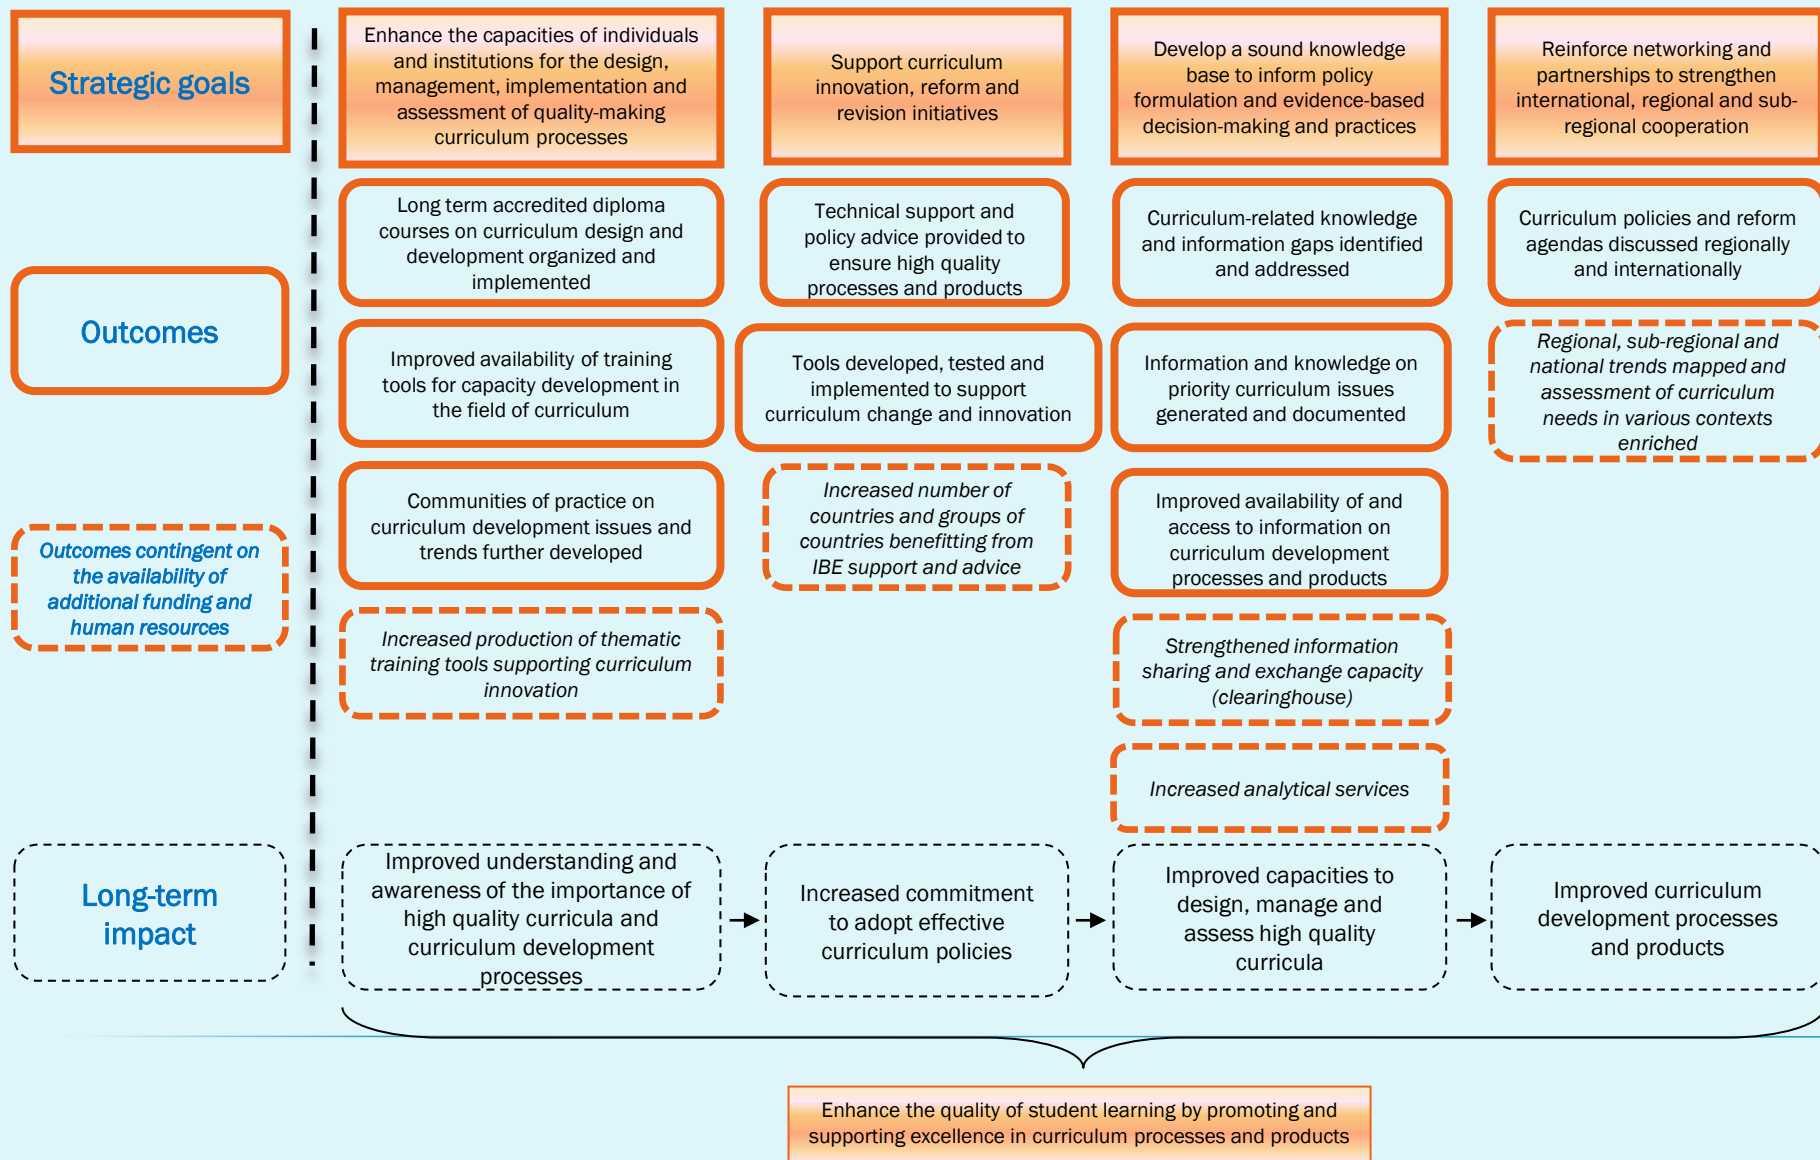 Strategic goals
Enhance the capacities of individuals
and institutions for the design,
management, implementation and
assessment of quality-making
curriculum processes
Support curriculum
innovation, reform and
revision initiatives
Develop a sound knowledge
base to inform policy
formulation and evidence-based
decision-making and practices
Reinforce networking and
partnerships to strengthen
international, regional and sub-
regional cooperation
Outcomes
Long term accredited diploma
courses on curriculum design and
development organized and
implemented
Technical support and
policy advice provided to
ensure high quality
processes and products
Curriculum-related knowledge
and information gaps identified
and addressed
Curriculum policies and reform
agendas discussed regionally
and internationally
Improved availability of training
tools for capacity development in
the field of curriculum
Tools developed, tested and
implemented to support
curriculum change and innovation
Information and knowledge on
priority curriculum issues
generated and documented
Regional, sub-regional and
national trends mapped and
assessment of curriculum
needs in various contexts
enriched
Outcomes contingent on
the availability of
additional funding and
human resources
Communities of practice on
curriculum development issues and
trends further developed
Increased number of
countries and groups of
countries benefitting from
IBE support and advice
Improved availability of and
access to information on
curriculum development
processes and products
Increased production of thematic
training tools supporting curriculum
innovation
Strengthened information
sharing and exchange capacity
(clearinghouse)
Increased analytical services
Long-term
impact
Improved understanding and
awareness of the importance of
high quality curricula and
curriculum development
processes
Increased commitment
to adopt effective
curriculum policies
Improved capacities to
design, manage and
assess high quality
curricula
Improved curriculum
development processes
and products
Enhance the quality of student learning by promoting and
supporting excellence in curriculum processes and products